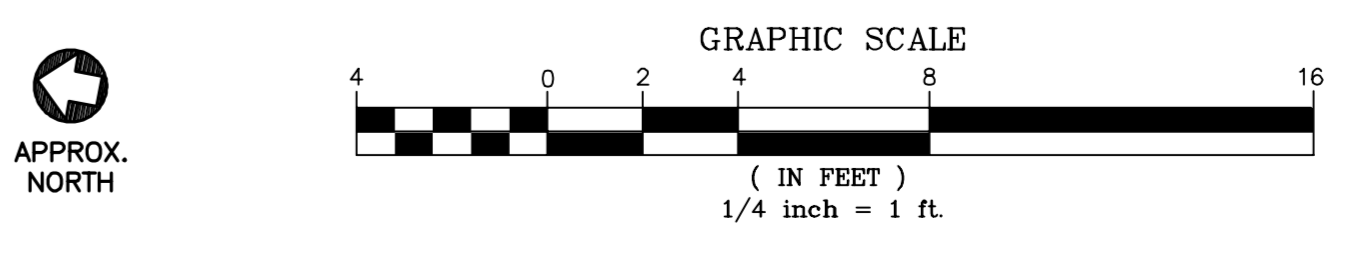 GRAPHIC SCALE
4 0 2 4 8 16
APPROX.
NORTH
( IN FEET )
1/4 inch = 1 ft.